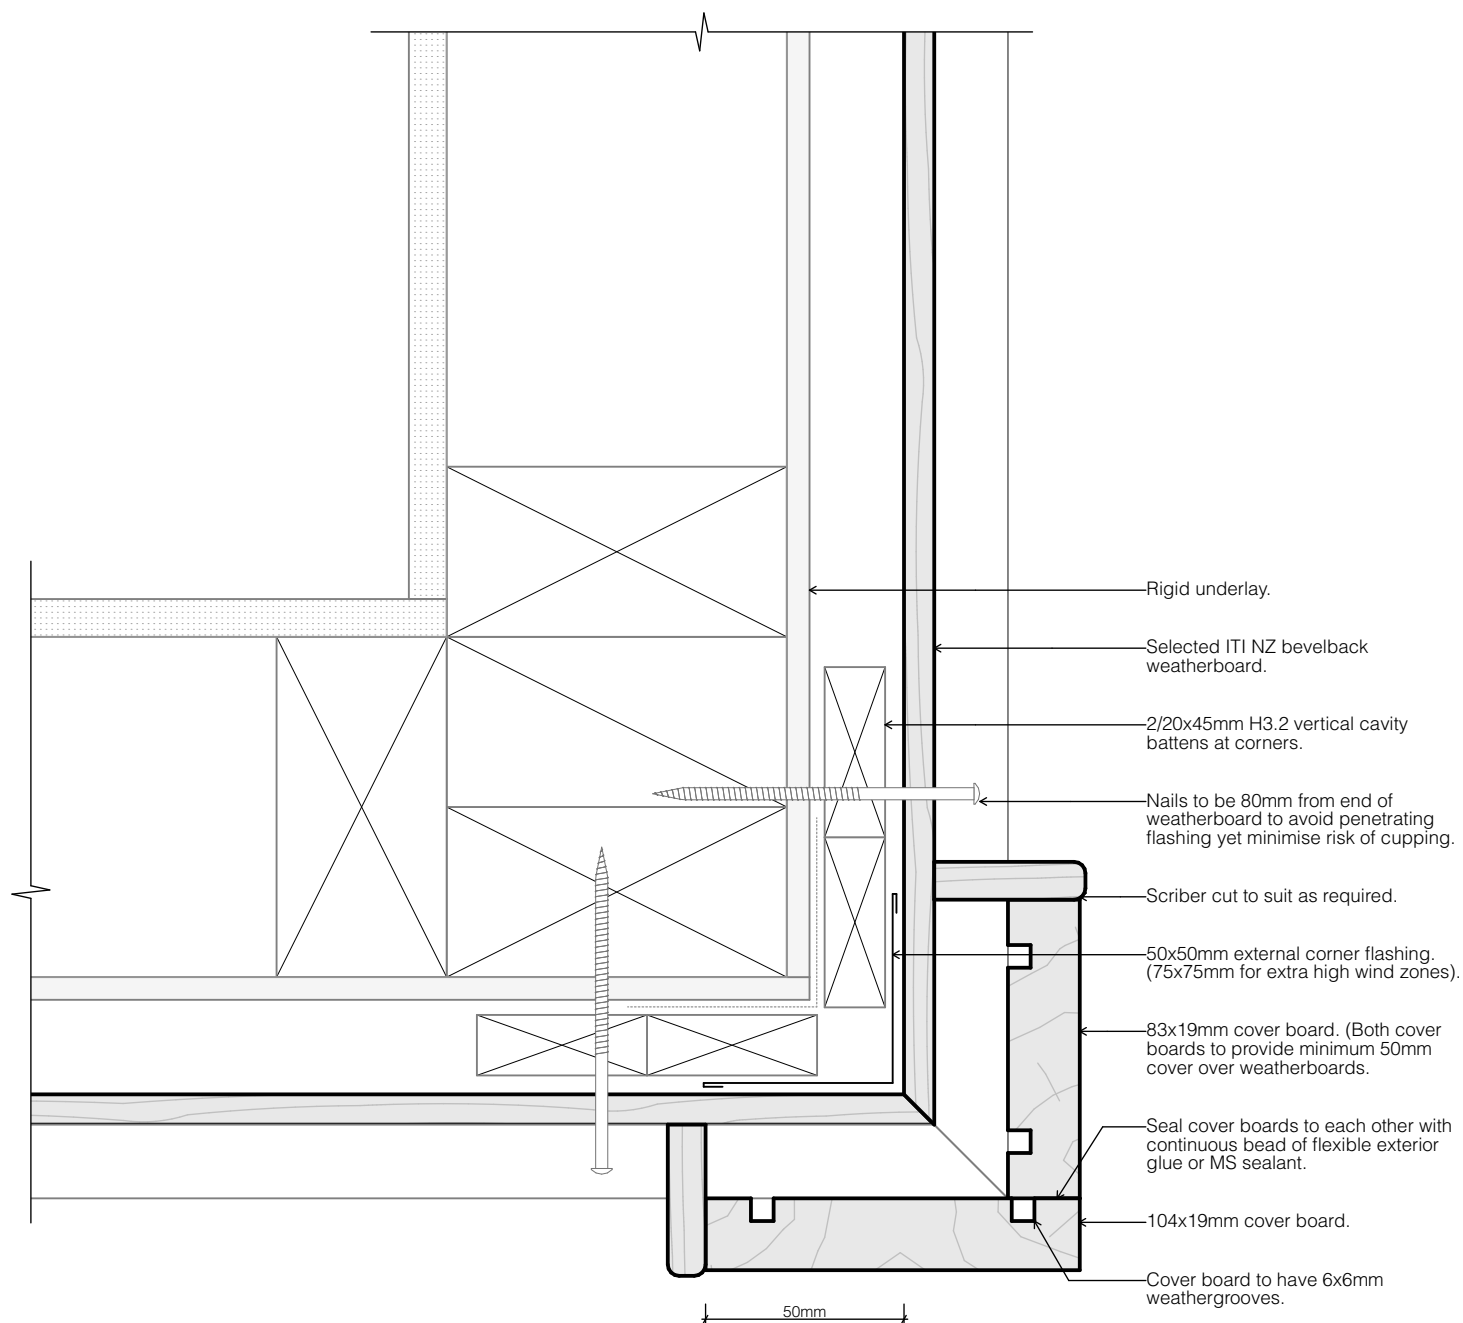 Rigid underlay.
Selected ITI NZ bevelback
weatherboard.
2/20x45mm H3.2 vertical cavity
battens at corners.
Nails to be 80mm from end of
weatherboard to avoid penetrating
flashing yet minimise risk of cupping.
Scriber cut to suit as required.
50x50mm external corner flashing.
(75x75mm for extra high wind zones).
83x19mm cover board. (Both cover
boards to provide minimum 50mm
cover over weatherboards.
Seal cover boards to each other with
continuous bead of flexible exterior
glue or MS sealant.
104x19mm cover board.
Cover board to have 6x6mm
weathergrooves.
50mm